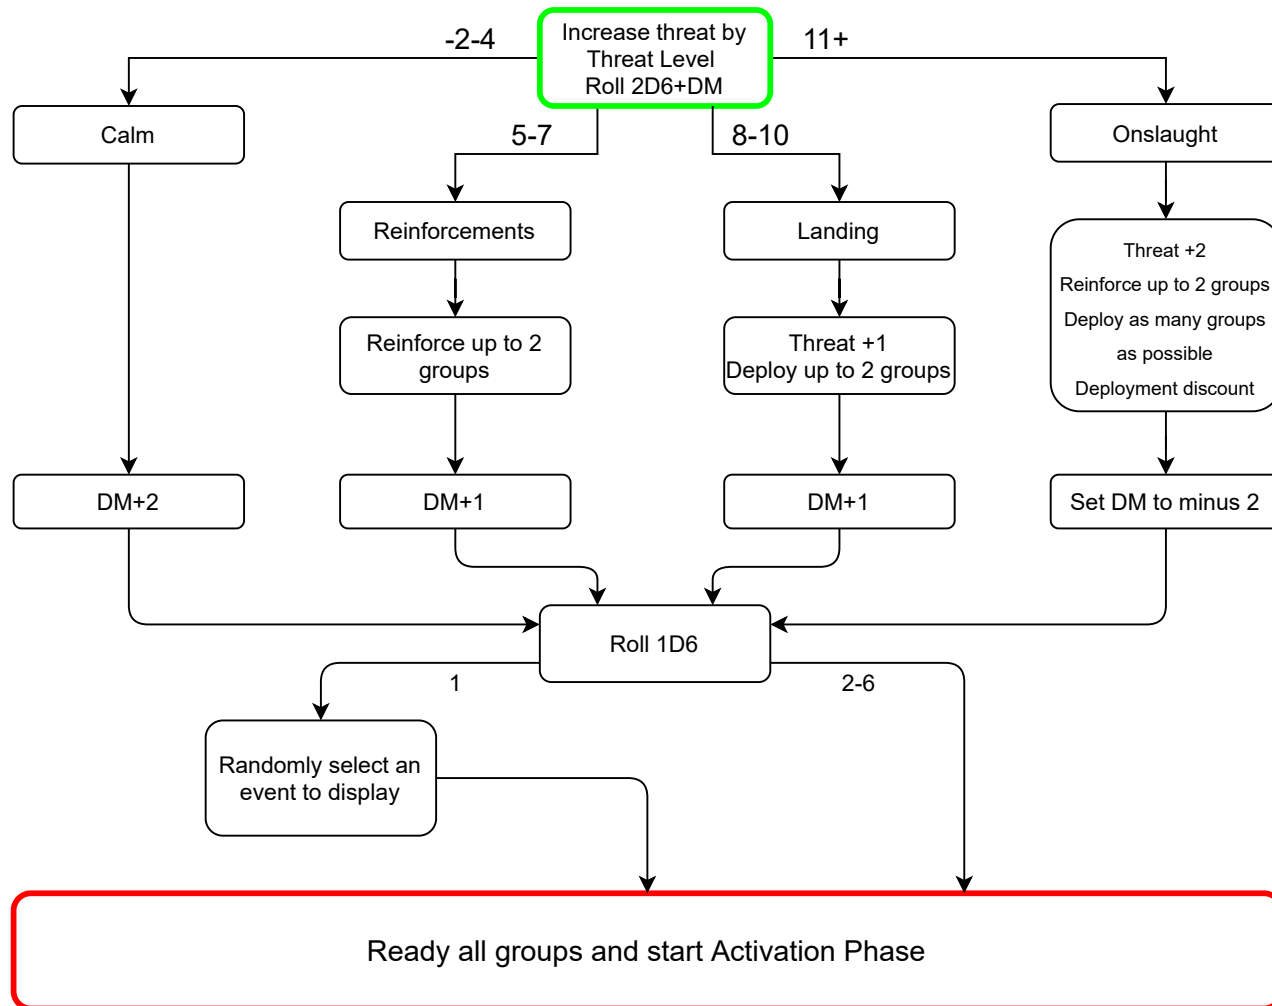 -2-4
Increase threat by
Threat Level
Roll 2D6+DM
11+
Calm
5-7
8-10
Onslaught
Reinforcements
Landing
Threat +2
Reinforce up to 2 groups
Deploy as many groups
as possible
Deployment discount
Reinforce up to 2
groups
Threat +1
Deploy up to 2 groups
DM+2
DM+1
DM+1
Set DM to minus 2
Roll 1D6
1
2-6
Randomly select an
event to display
Ready all groups and start Activation Phase